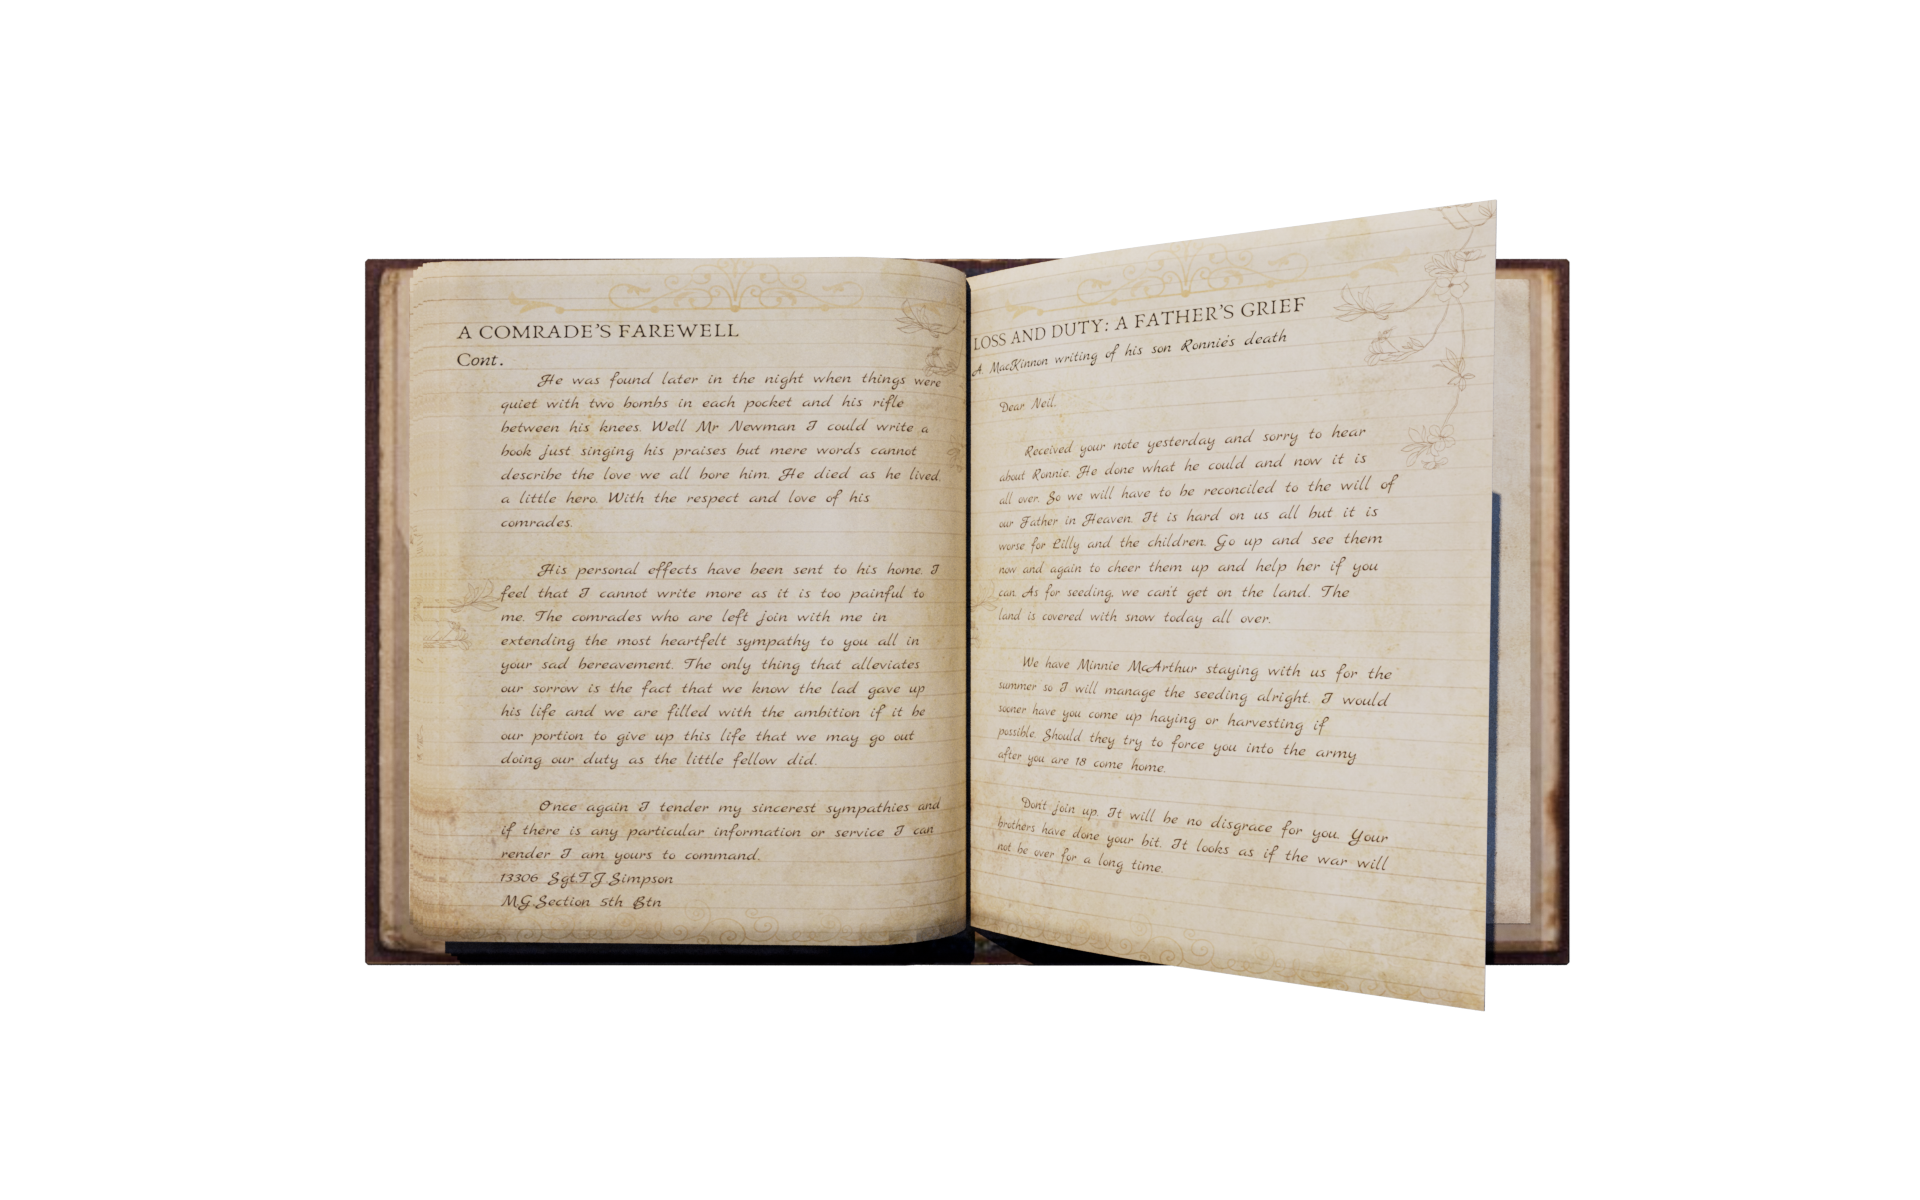 A COMRADE'S FAREWELL
Cont.
He was found later in the night when things were
quiet with two bombs in each pocket and his rifle
between his knees. Well Mr Newman I could write a
book just singing his praises but mere words cannot
describe the love we all bore him. He died as he lived,
a little hero. With the respect and love of his
comrades.
His personal effects have been sent to his home. I
feel that I cannot write more as it is too painful to
me. The comrades who are left join with me in
extending the most heartfelt sympathy to you all in
your sad bereavement. The only thing that alleviates
our sorrow is the fact that we know the lad gave up
his life and we are filled with the ambition if it be
our portion to give up this life that we may go out
doing our duty as the little fellow did.
Once again I tender my sincerest sympathies and
if there is any particular information or service I can
render I am yours to command.
13306 Sgt.T.J.Simpson
M.G.Section 5th Btn
LOSS AND DUTY: A FATHER'S GRIEF
A. MacKinnon writing of his son Ronnie's death
Dear Neil,
Received your note yesterday and sorry to hear
about Ronnie. He done what he could and now it is
all over. So we will have to be reconciled to the will of
our Father in Heaven. It is hard on us all but it is
worse for Lilly and the children. Go up and see them
now and again to cheer them up and help her if you
can. As for seeding, we can't get on the land. The
land is covered with snow today all over.
We have Minnie McArthur staying with us for the
summer so I will manage the seeding alright. I would
sooner have you come up haying or harvesting if
possible. Should they try to force you into the army
after you are 18 come home.
Don't join up. It will be no disgrace for you. Your
brothers have done your bit. It looks as if the war will
not be over for a long time.